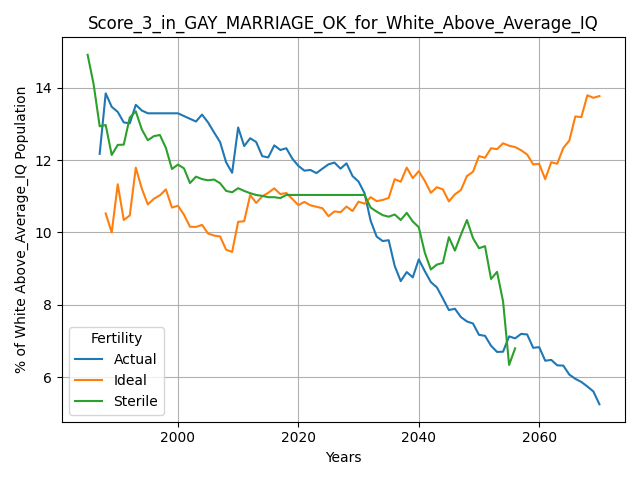 Score_3_in_GAY_MARRIAGE_OK_for_White_Above_Average_IQ
% of White Above_Average_IQ Population
14
12
10
8
6
Fertility
Actual
Ideal
Sterile
2000 2020 2040 2060
Years